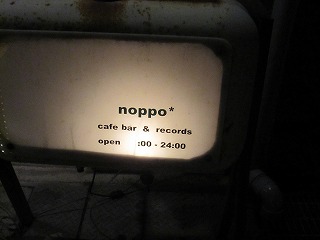 noppo*
cafe bar & records
open :00 - 24:00